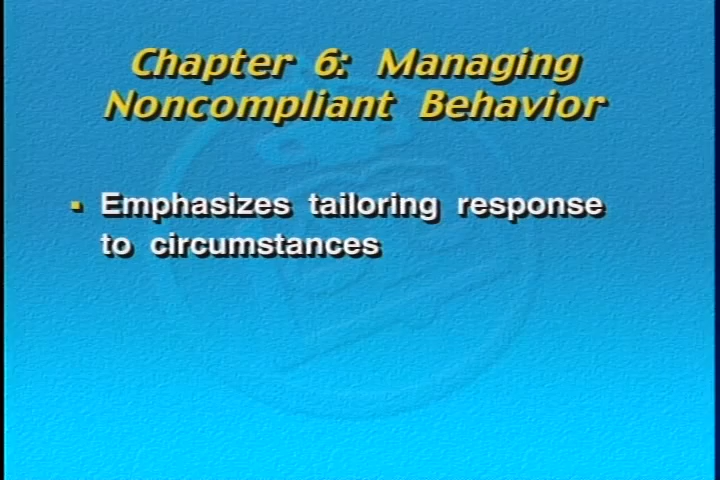 Chapter 6: Managing
Noncompliant Behavior
Emphasizes tailoring response
to circumstances